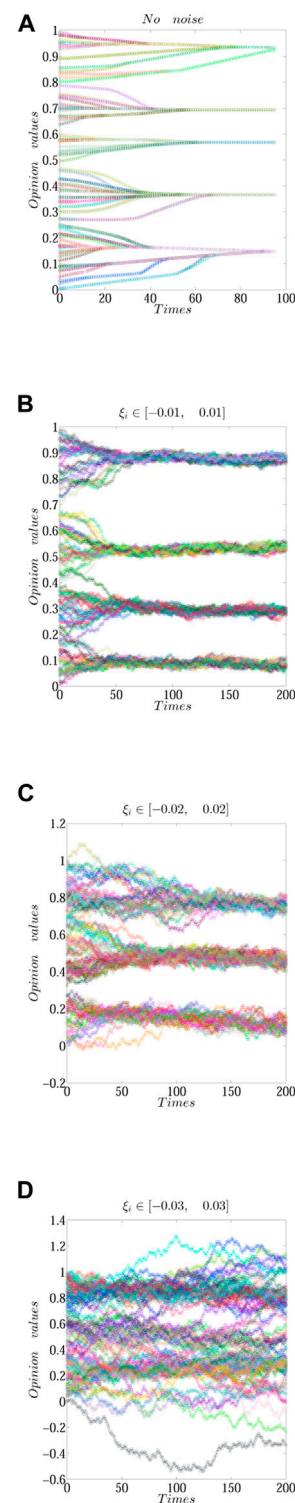 A
No noise
1
0.9
0.8
0.7
0.6
0.5
0.4
0.3
0.2
0.1
0
Opinion values
0 20 40 60 80 100
Times
B
ξi ∈ [−0.01, 0.01]
1
0.9
0.8
0.7
0.6
0.5
0.4
0.3
0.2
0.1
0
Opinion values
0 50 100 150 200
Times
C
ξi ∈ [−0.02, 0.02]
1.2
1
0.8
0.6
0.4
0.2
0
−0.2
Opinion values
0 50 100 150 200
Times
D
ξi ∈ [−0.03, 0.03]
1.4
1.2
1
0.8
0.6
0.4
0.2
0
−0.2
−0.4
−0.6
Opinion values
0 50 100 150 200
Times